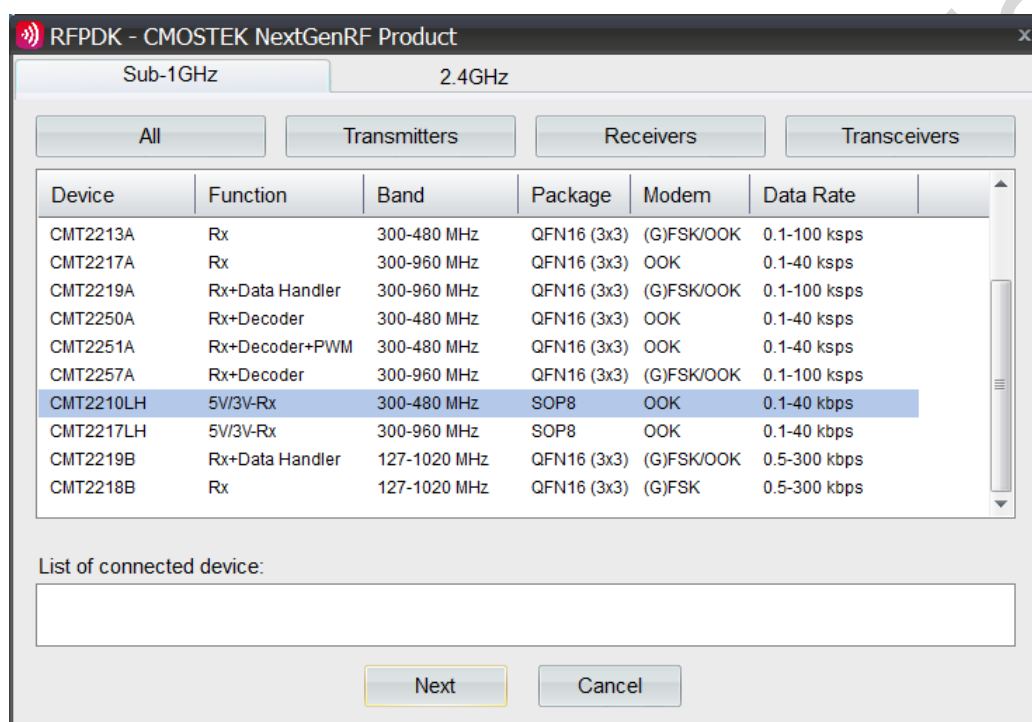 RFPDK - CMOSTEK NextGenRF Product x
Sub-1GHz 2.4GHz
All Transmitters Receivers Transceivers
Device Function Band Package Modem Data Rate
CMT2213A Rx 300-480 MHz QFN16 (3x3) (G)FSK/OOK 0.1-100 ksps
CMT2217A Rx 300-960 MHz QFN16 (3x3) OOK 0.1-40 ksps
CMT2219A Rx+Data Handler 300-960 MHz QFN16 (3x3) (G)FSK/OOK 0.1-100 ksps
CMT2250A Rx+Decoder 300-480 MHz QFN16 (3x3) OOK 0.1-40 ksps
CMT2251A Rx+Decoder+PWM 300-480 MHz QFN16 (3x3) OOK 0.1-40 ksps
CMT2257A Rx+Decoder 300-960 MHz QFN16 (3x3) (G)FSK/OOK 0.1-100 ksps
CMT2210LH 5V/3V-Rx 300-480 MHz SOP8 OOK 0.1-40 kbps
CMT2217LH 5V/3V-Rx 300-960 MHz SOP8 OOK 0.1-40 kbps
CMT2219B Rx+Data Handler 127-1020 MHz QFN16 (3x3) (G)FSK/OOK 0.5-300 kbps
CMT2218B Rx 127-1020 MHz QFN16 (3x3) (G)FSK 0.5-300 kbps
List of connected device:
Next Cancel